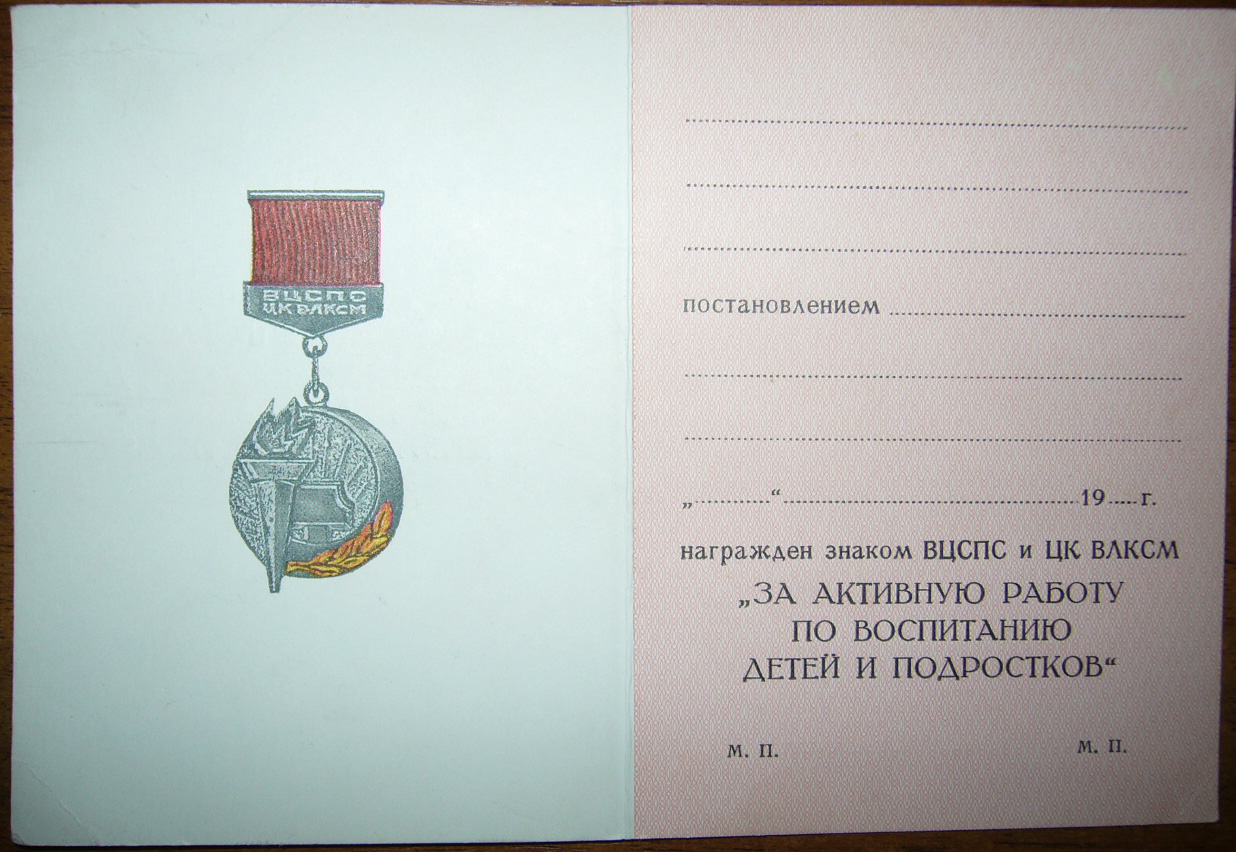 ВЦСПС
ЦК ВЛКСМ
постановлением
„ “ 19 г.
награжден знаком ВЦСПС и ЦК ВЛКСМ
„ЗА АКТИВНУЮ РАБОТУ
ПО ВОСПИТАНИЮ
ДЕТЕЙ И ПОДРОСТКОВ“
М. П. М. П.